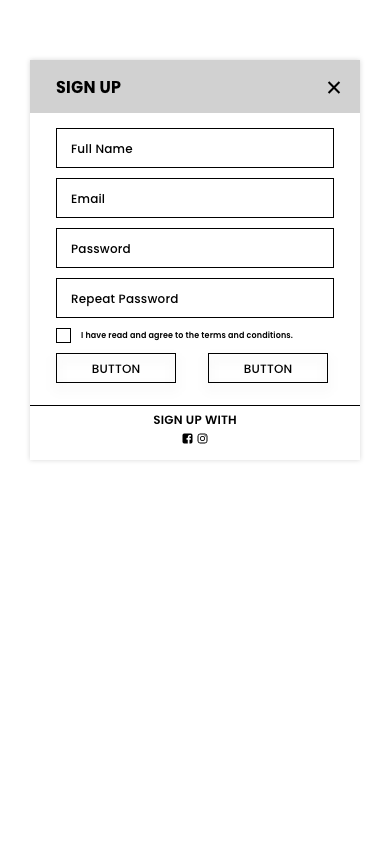 SIGN UP
Full Name
Email
Password
Repeat Password
I have read and agree to the terms and conditions.
BUTTON BUTTON
SIGN UP WITH